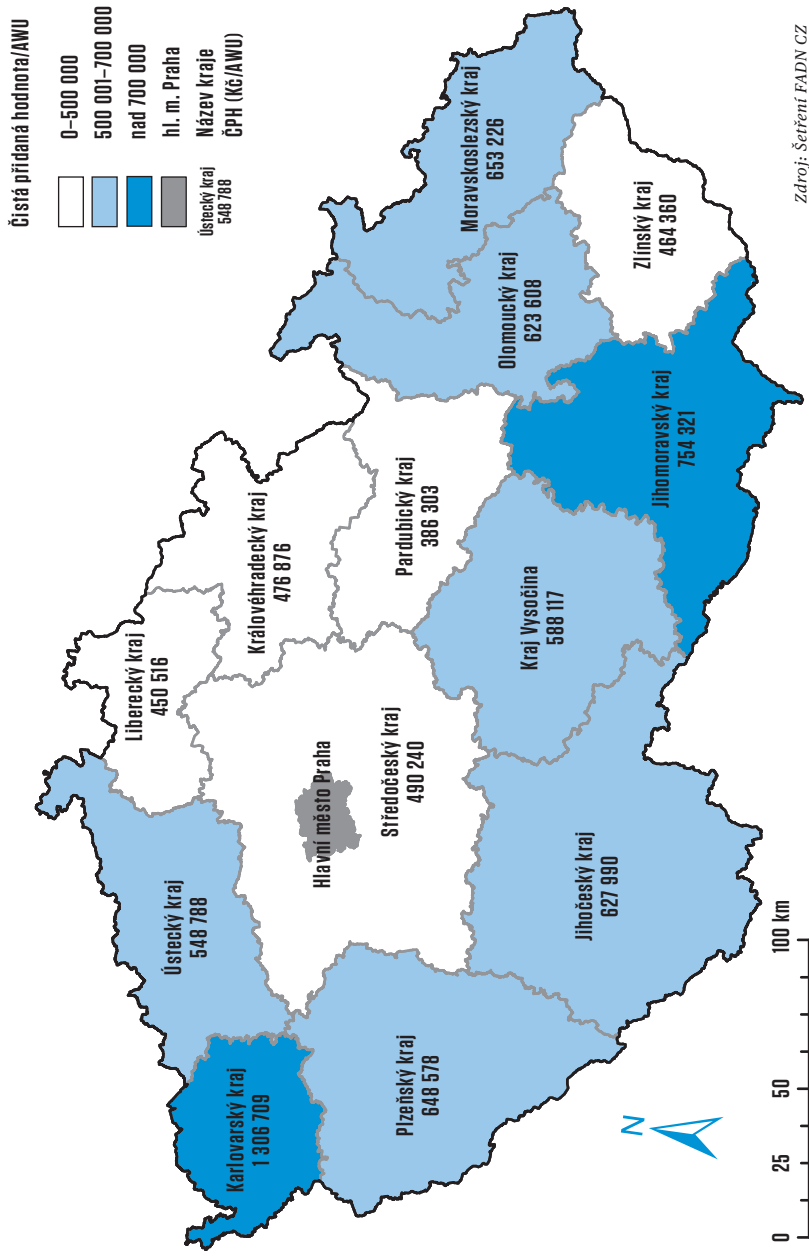 Čistá přidaná hodnota/AWU
0–500 000
500 001–700 000
nad 700 000
hl. m. Praha
Ústecký kraj
548 788
Název kraje
ČPH (Kč/AWU)
Liberecký kraj
450 516
Ústecký kraj
548 788
Královéhradecký kraj
476 876
Karlovarský kraj
1 306 709
Hlavní město Praha
Středočeský kraj
490 240
Pardubický kraj
386 303
Moravskoslezský kraj
653 226
Olomoucký kraj
623 608
Plzeňský kraj
648 578
Kraj Vysočina
588 117
Zlínský kraj
464 360
Jihočeský kraj
627 990
Jihomoravský kraj
754 321
N
0 25 50 100 km
Zdroj: Šetření FADN CZ